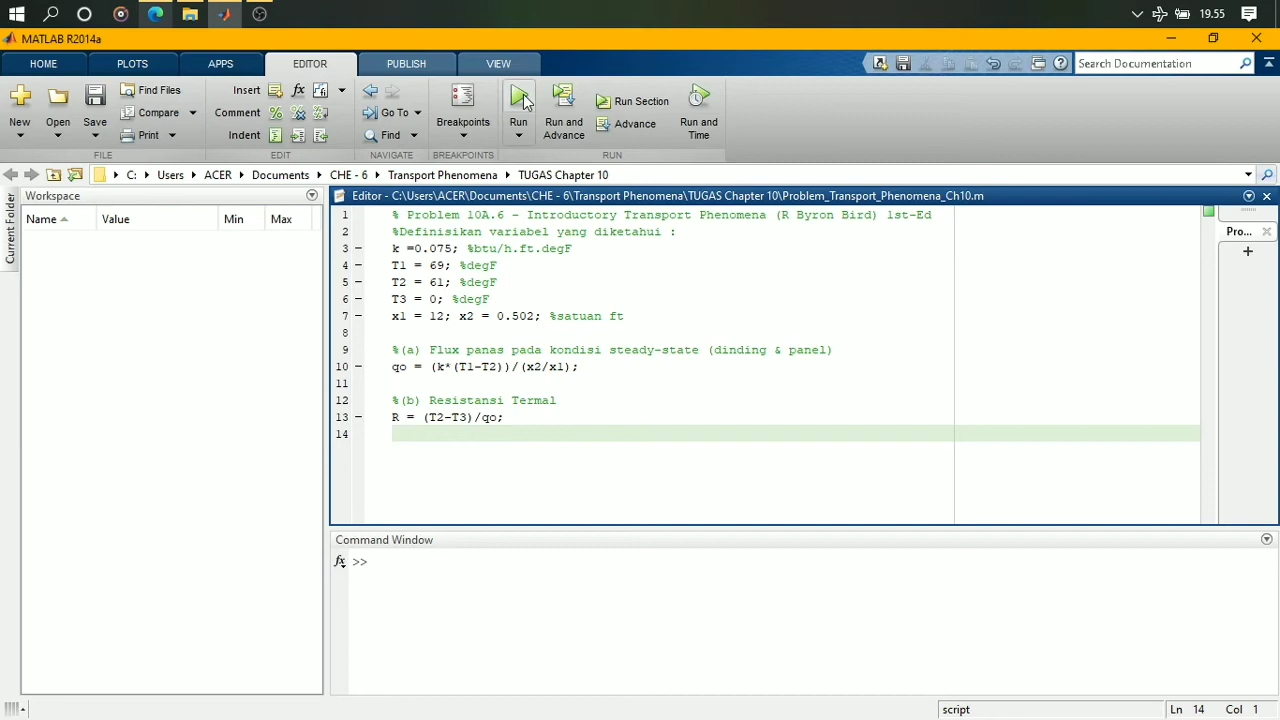 19.55
MATLAB R2014a
HOME PLOTS APPS EDITOR PUBLISH VIEW Search Documentation
New Open Save Find Files Compare Print
Insert Comment Indent
Go To Find
Breakpoints
Run Run and Advance Run Section Advance Run and Time
FILE EDIT NAVIGATE BREAKPOINTS RUN
C: Users ACER Documents CHE - 6 Transport Phenomena TUGAS Chapter 10
Current Folder
Workspace
Name Value Min Max
Editor - C:\Users\ACER\Documents\CHE - 6\Transport Phenomena\TUGAS Chapter 10\Problem_Transport_Phenomena_Ch10.m
Pro...
1 % Problem 10A.6 - Introductory Transport Phenomena (R Byron Bird) 1st-Ed
2 %Definisikan variabel yang diketahui :
3 – k =0.075; %btu/h.ft.degF
4 – T1 = 69; %degF
5 – T2 = 61; %degF
6 – T3 = 0; %degF
7 – x1 = 12; x2 = 0.502; %satuan ft
8
9 %(a) Flux panas pada kondisi steady-state (dinding & panel)
10 – qo = (k*(T1-T2))/(x2/x1);
11
12 %(b) Resistansi Termal
13 – R = (T2-T3)/qo;
14
Command Window
fx >>
script Ln 14 Col 1